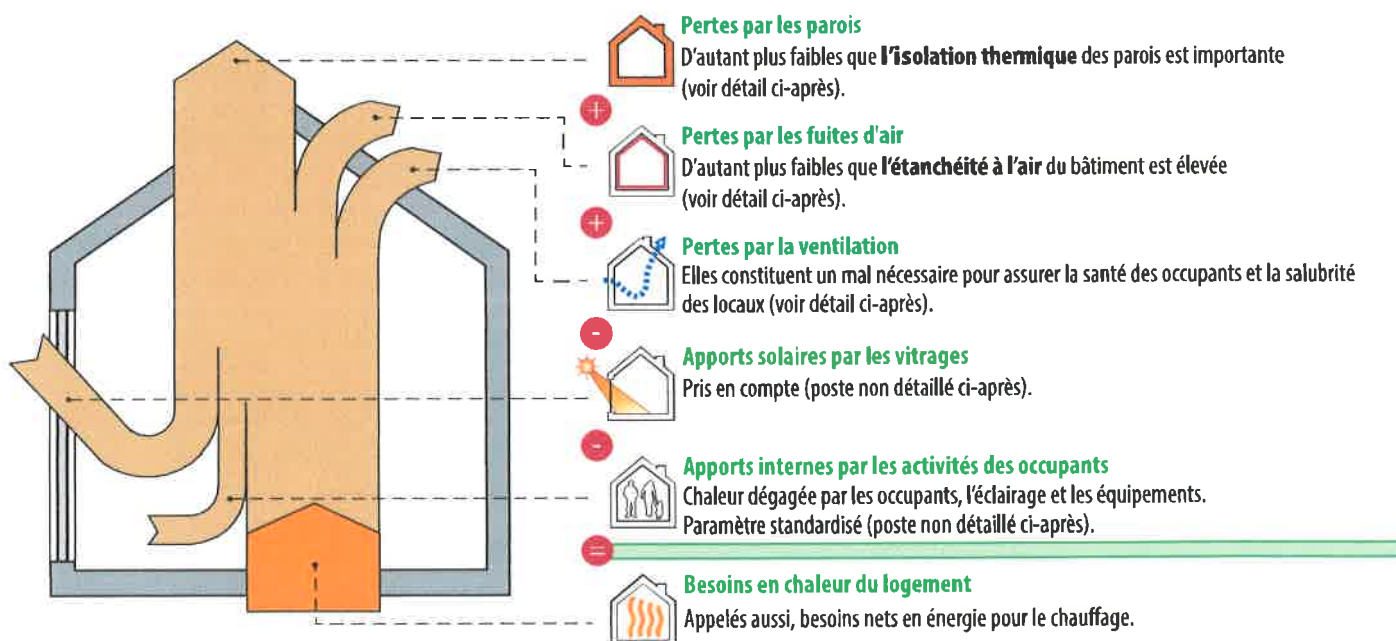 Pertes par les parois
D'autant plus faibles que l'isolation thermique des parois est importante
(voir détail ci-après).
+
Pertes par les fuites d'air
D'autant plus faibles que l'étanchéité à l'air du bâtiment est élevée
(voir détail ci-après).
+
Pertes par la ventilation
Elles constituent un mal nécessaire pour assurer la santé des occupants et la salubrité
des locaux (voir détail ci-après).
-
Apports solaires par les vitrages
Pris en compte (poste non détaillé ci-après).
-
Apports internes par les activités des occupants
Chaleur dégagée par les occupants, l'éclairage et les équipements.
Paramètre standardisé (poste non détaillé ci-après).
=
Besoins en chaleur du logement
Appelés aussi, besoins nets en énergie pour le chauffage.